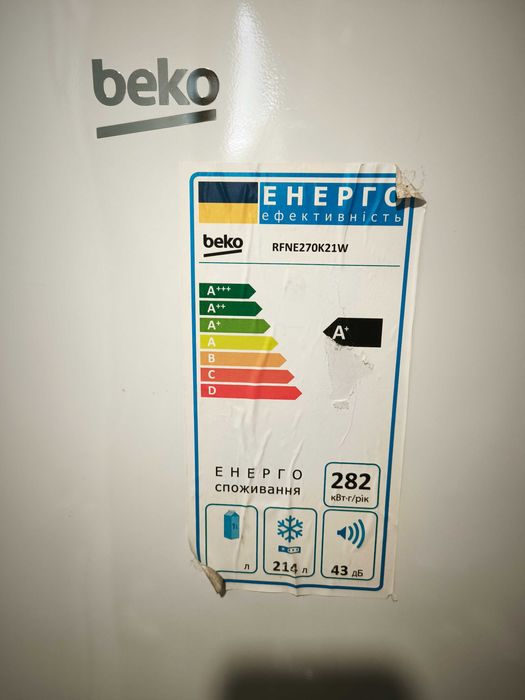 beko
ЕНЕРГО
ефективність
beko
RFNE270K21W
A+++
A++
A+
A
B
C
D
A+
ЕНЕРГО
споживання
282
кВт·г/рік
л
214 л
43 дБ